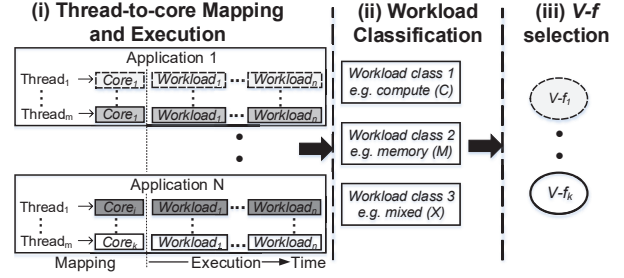 (i) Thread-to-core Mapping
and Execution
Application 1
Thread₁ → Core₁ Workload₁ ... Workloadₙ
Threadₘ → Core₁ Workload₁ ... Workloadₙ
Application N
Thread₁ → Coreᵢ Workload₁ ... Workloadₙ
Threadₘ → Coreₖ Workload₁ ... Workloadₙ
Mapping Execution Time
(ii) Workload
Classification
Workload class 1
e.g. compute (C)
Workload class 2
e.g. memory (M)
Workload class 3
e.g. mixed (X)
(iii) V-f
selection
V-f₁
V-fₖ